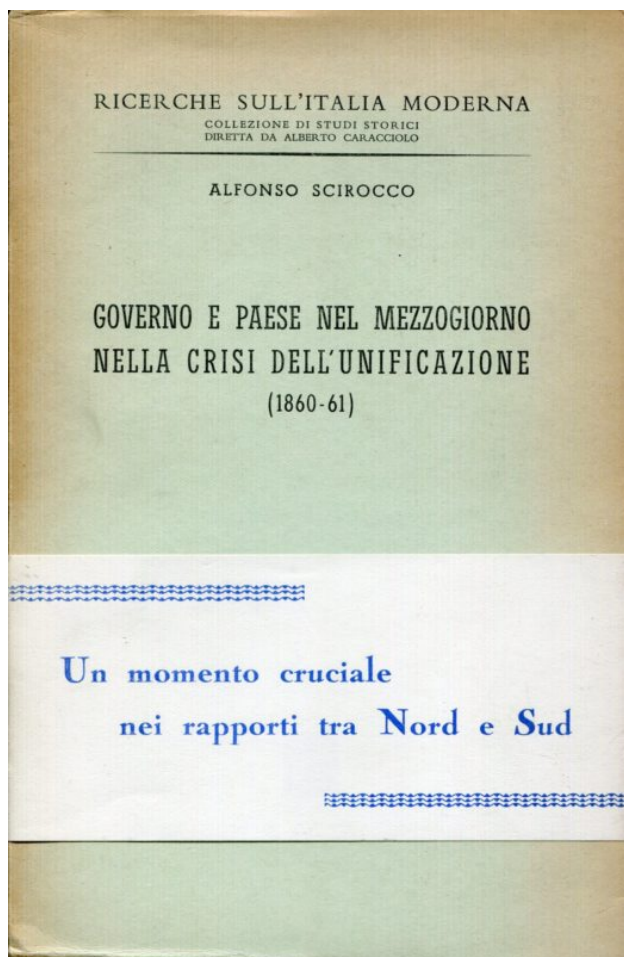 RICERCHE SULL'ITALIA MODERNA
COLLEZIONE DI STUDI STORICI
DIRETTA DA ALBERTO CARACCIOLO
ALFONSO SCIROCCO
GOVERNO E PAESE NEL MEZZOGIORNO
NELLA CRISI DELL'UNIFICAZIONE
(1860-61)
Un momento cruciale
nei rapporti tra Nord e Sud